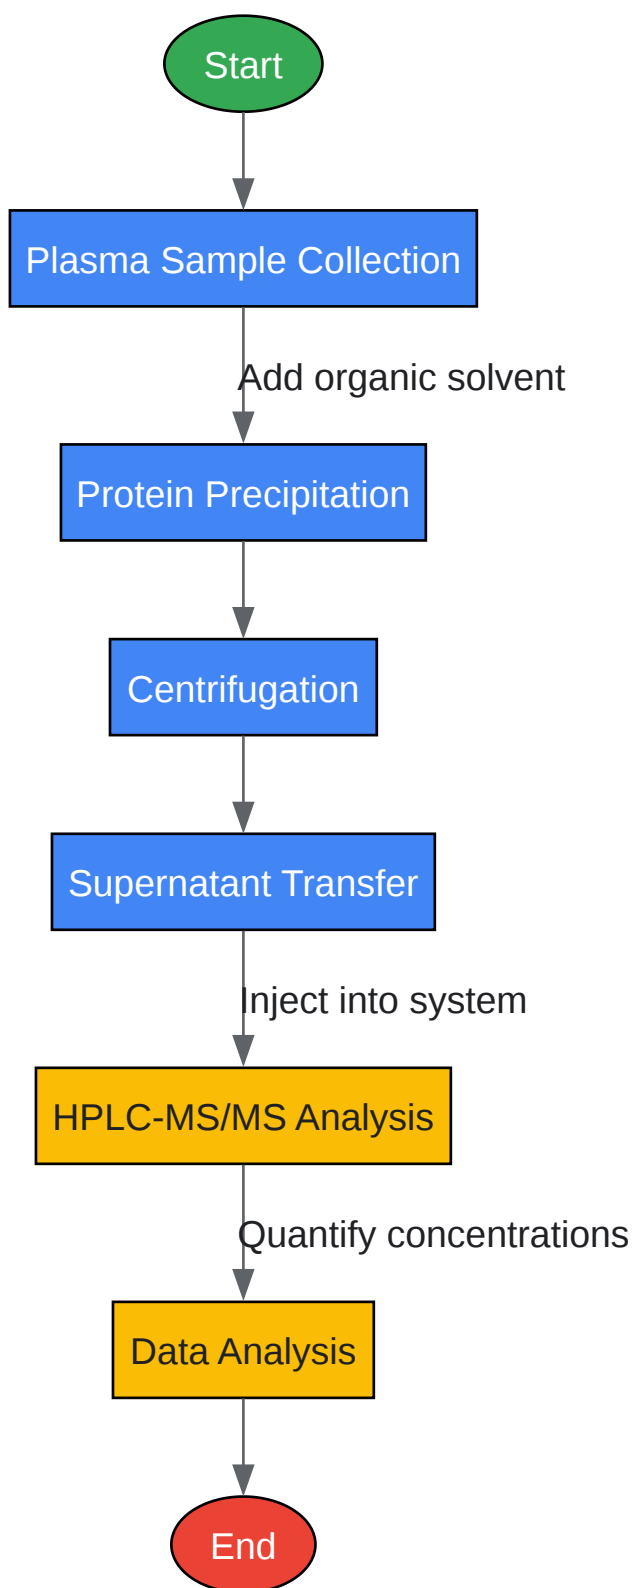 Start
Plasma Sample Collection
Add organic solvent
Protein Precipitation
Centrifugation
Supernatant Transfer
Inject into system
HPLC-MS/MS Analysis
Quantify concentrations
Data Analysis
End